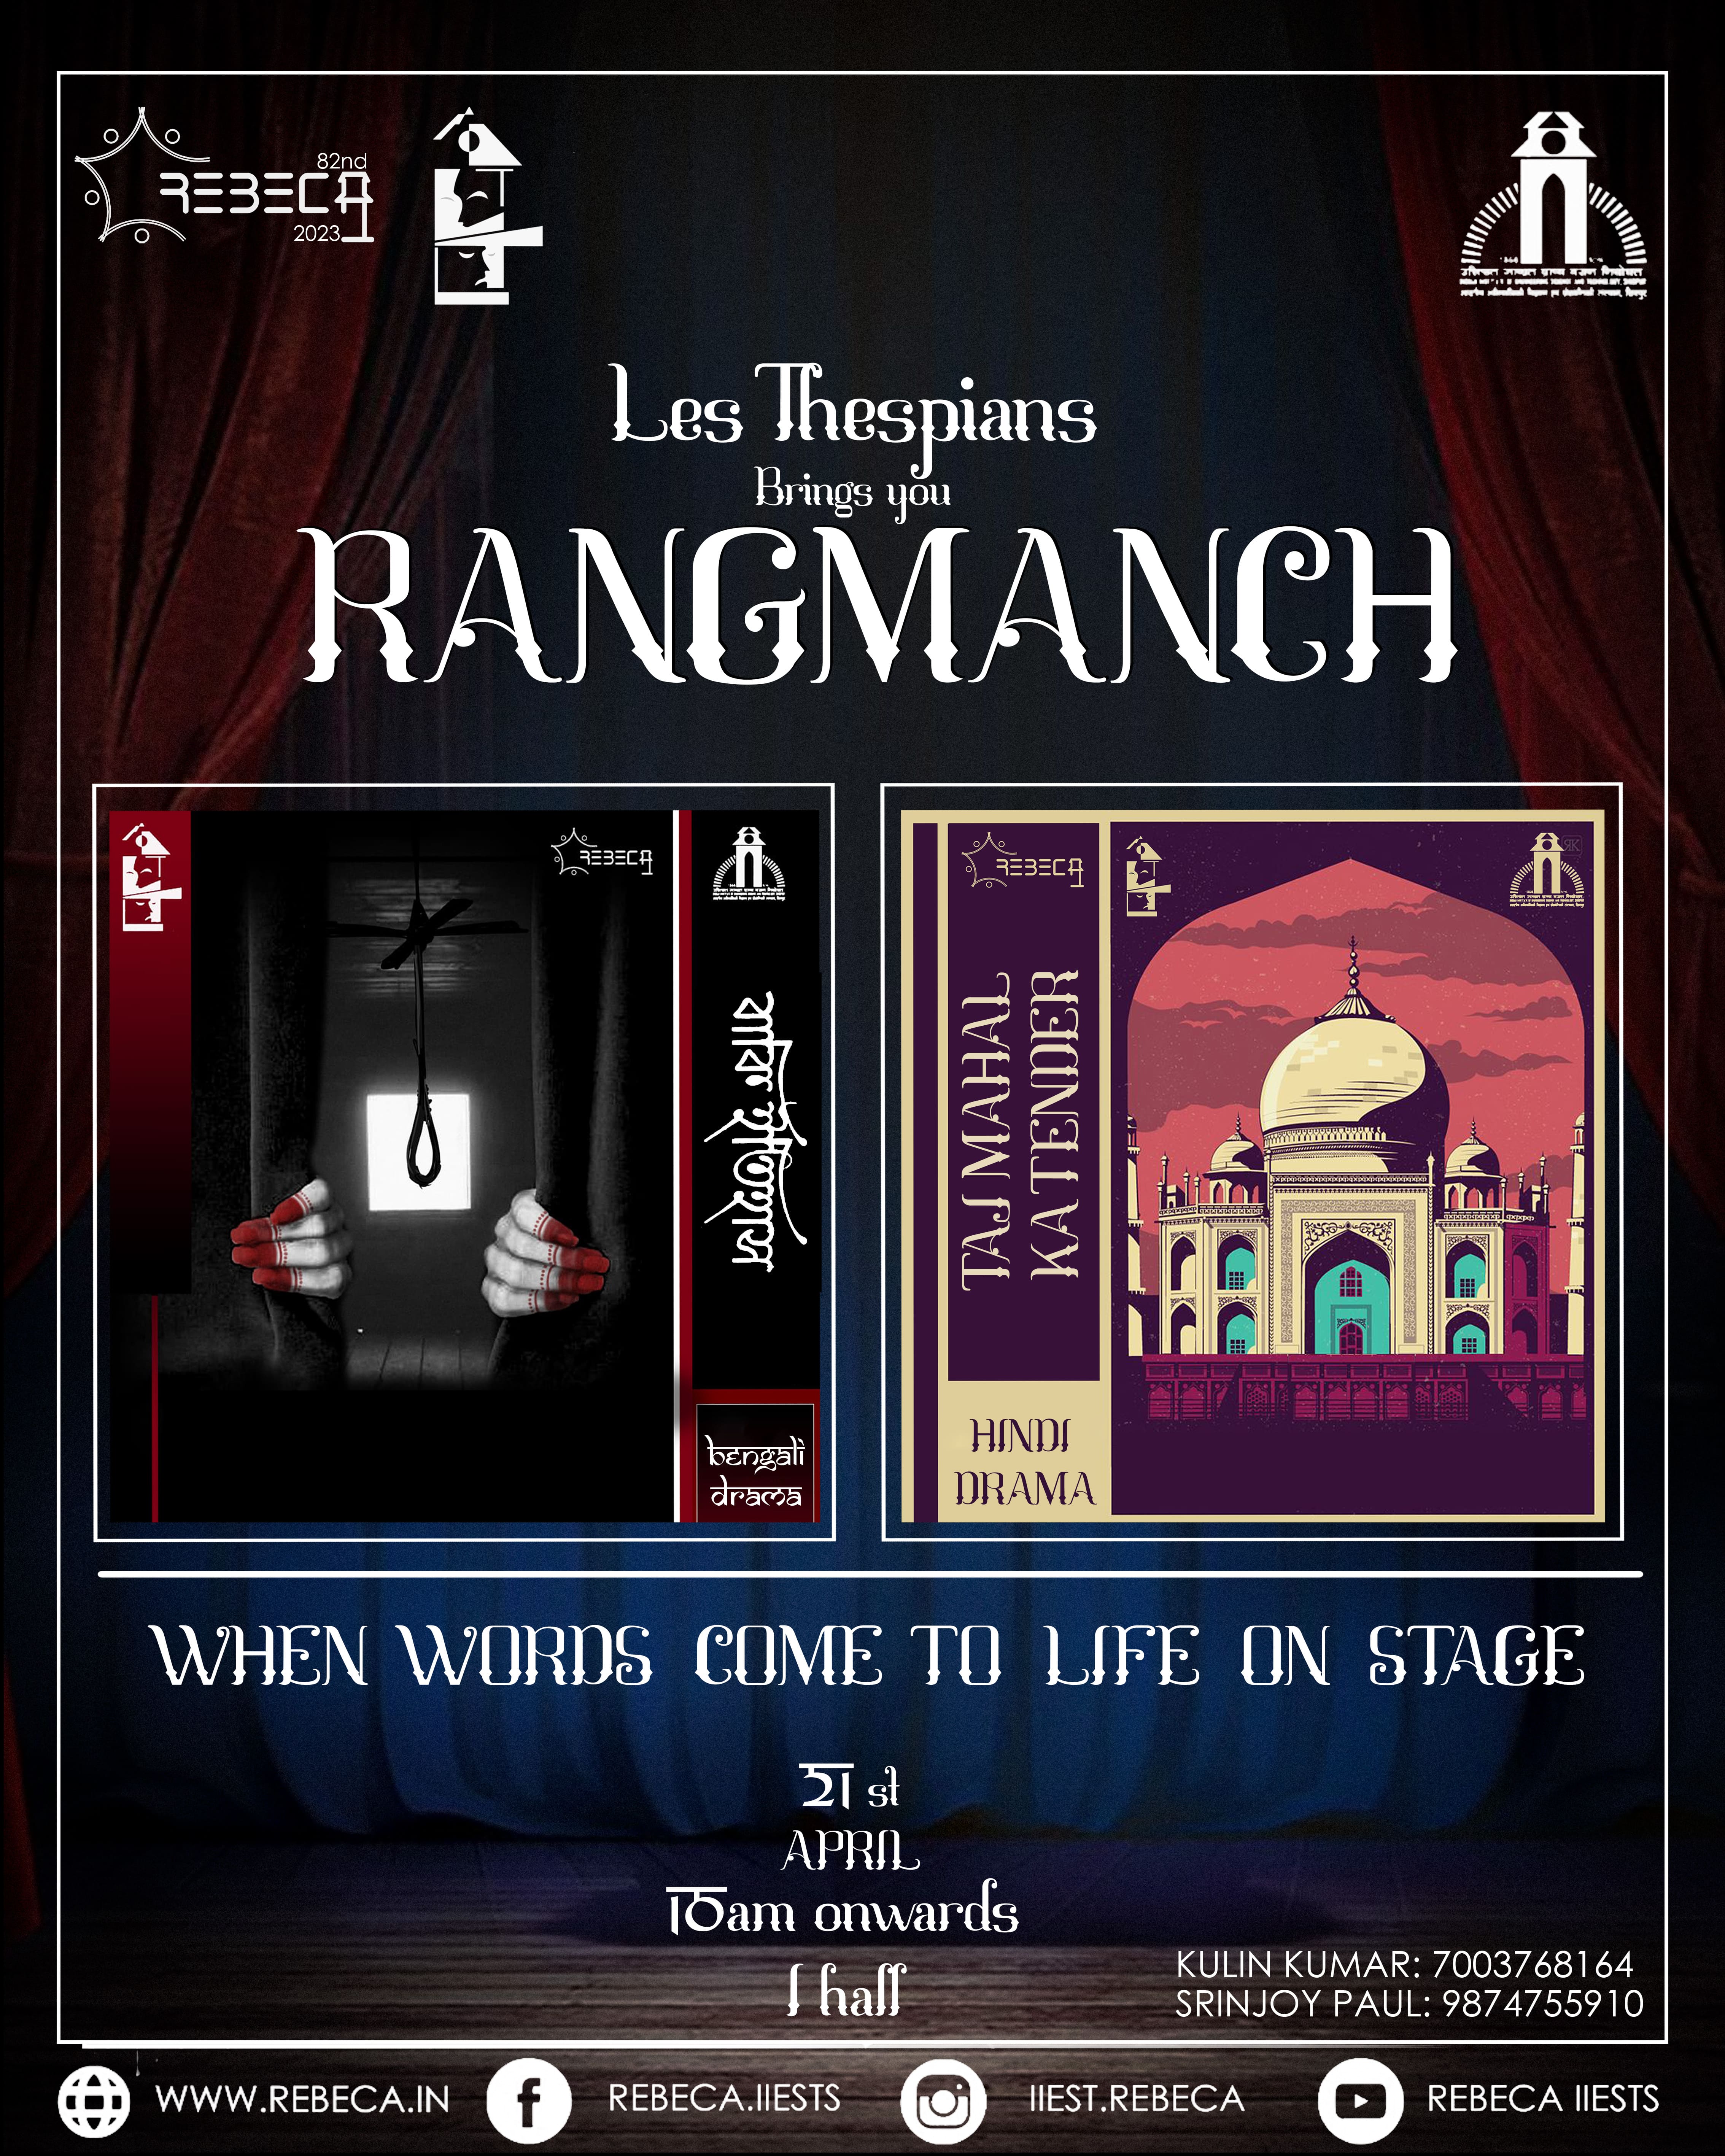 82nd
REBECA
2023
Les Thespians
Brings you
RANGMANCH
REBECA
bengali
drama
REBECA
TAJ MAHAL
KA TENDER
HINDI
DRAMA
WHEN WORDS COME TO LIFE ON STAGE
21 st
APRIL
10am onwards
I hall
KULIN KUMAR: 7003768164
SRINJOY PAUL: 9874755910
WWW.REBECA.IN
REBECA.IIESTS
IIEST.REBECA
REBECA IIESTS